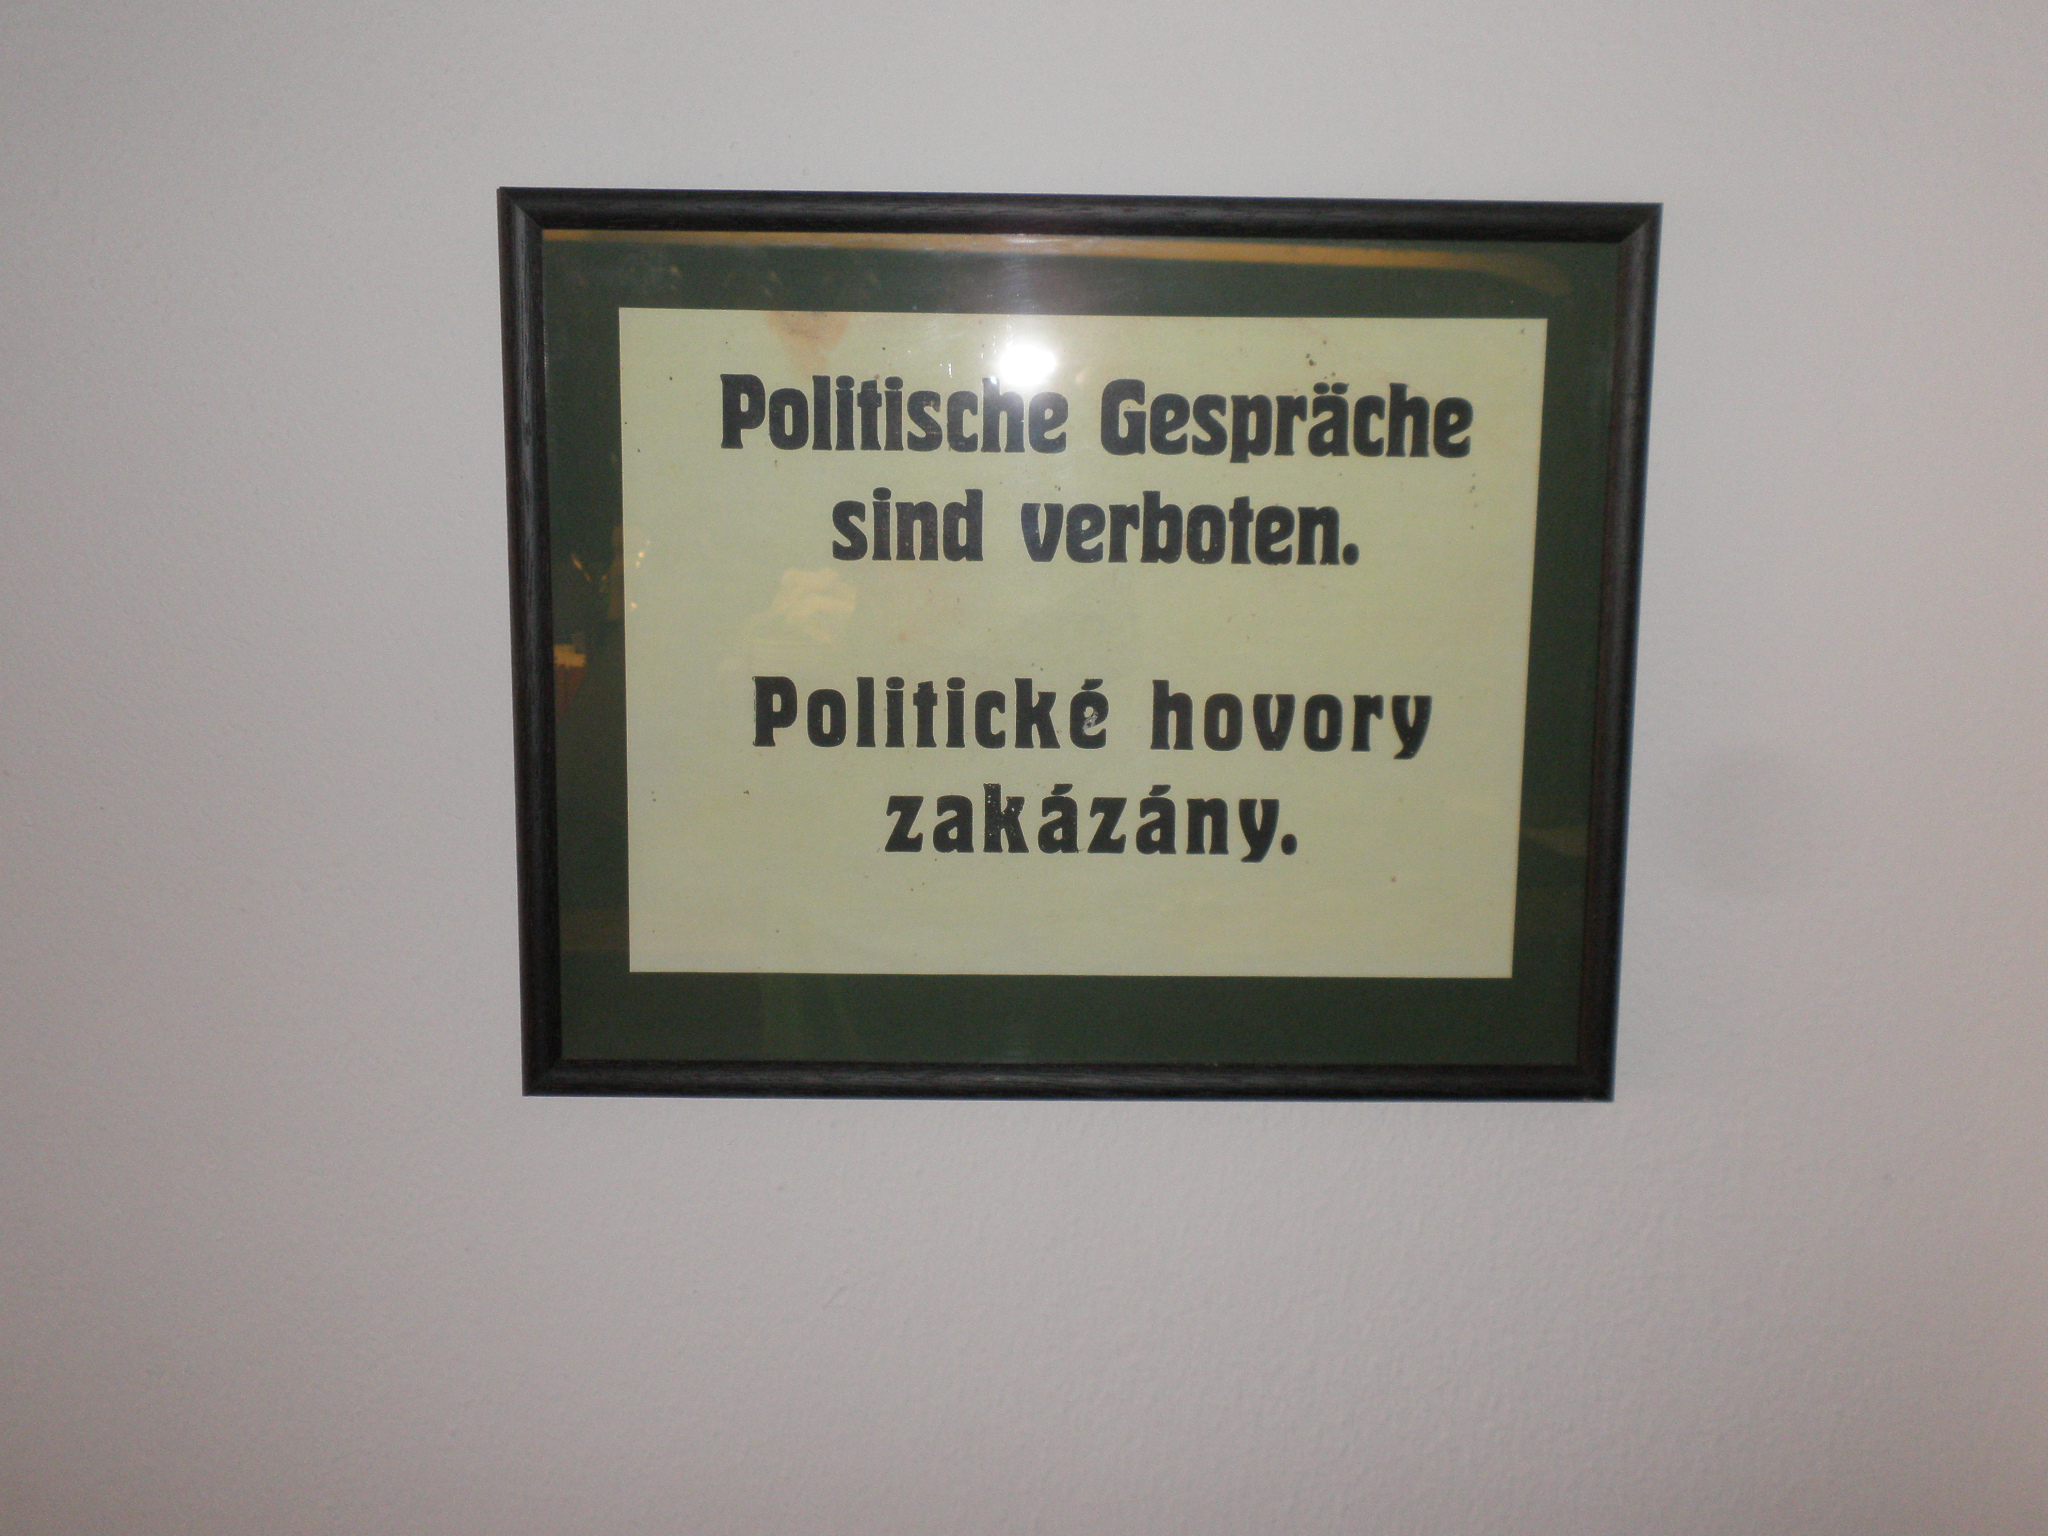 Politische Gespräche
sind verboten.
Politické hovory
zakázány.